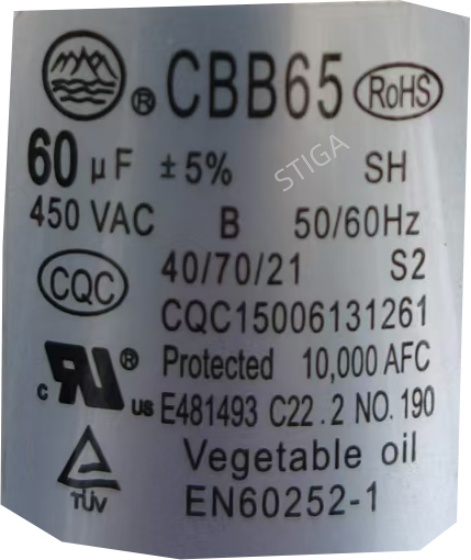 ® CBB65 RoHS
60 µF ±5% SH
STIGA
450 VAC B 50/60Hz
CQC 40/70/21 S2
CQC15006131261
® Protected 10,000 AFC
c RU us E481493 C22.2 NO. 190
Vegetable oil
TÜV EN60252-1